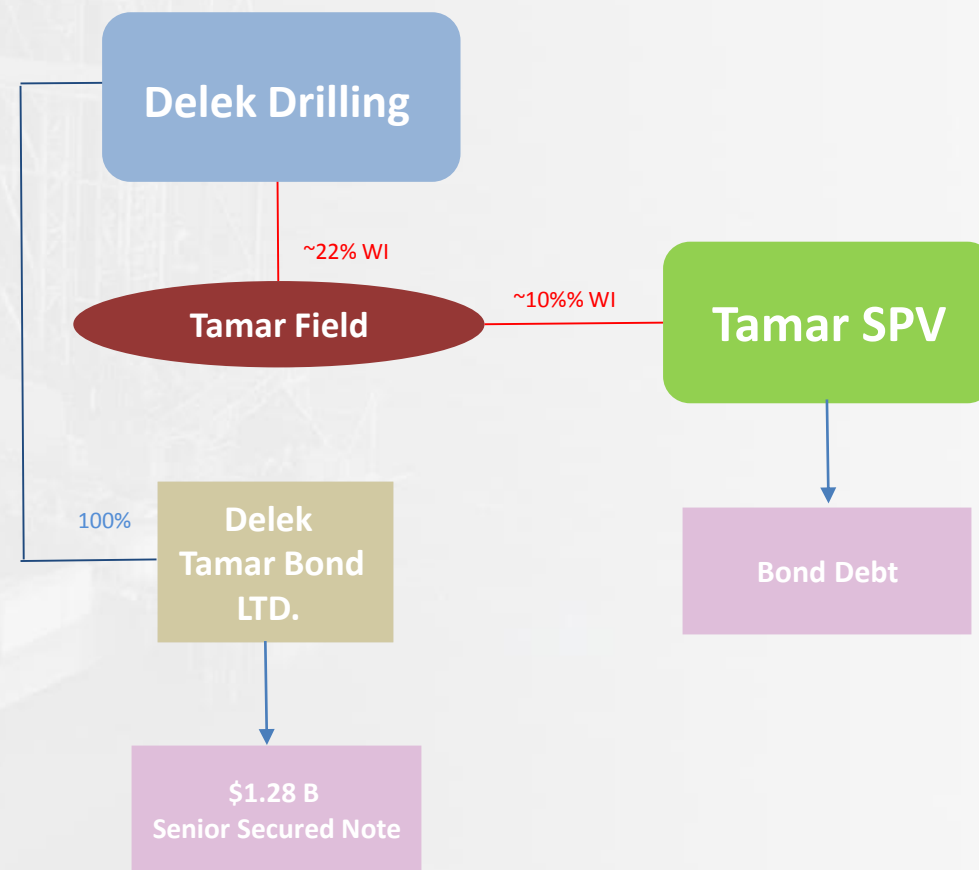 Delek Drilling
~22% WI
Tamar Field
~10%% WI
Tamar SPV
100%
Delek
Tamar Bond
LTD.
Bond Debt
$1.28 B
Senior Secured Note